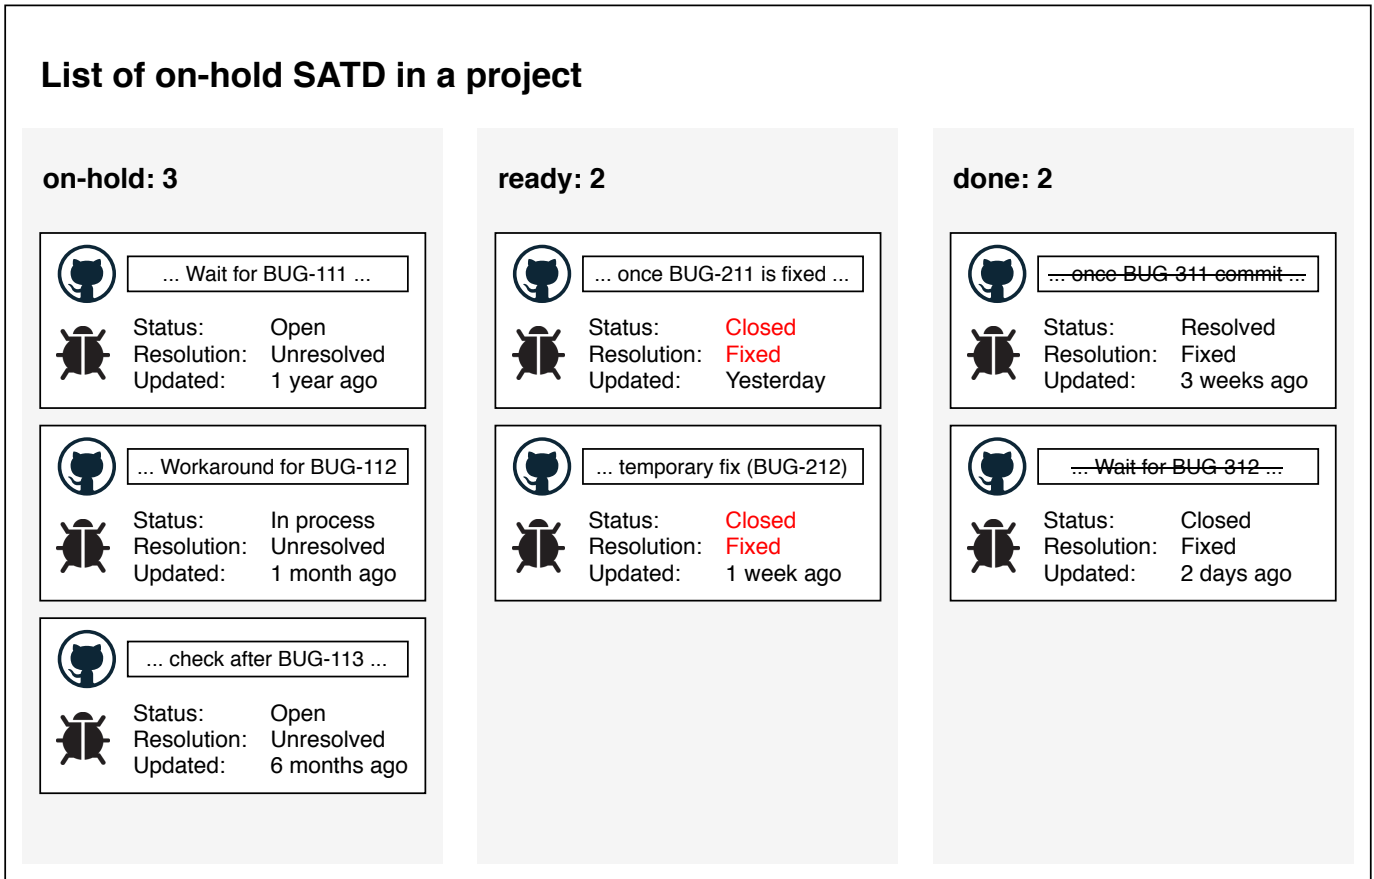 List of on-hold SATD in a project
on-hold: 3
... Wait for BUG-111 ...
Status: Open
Resolution: Unresolved
Updated: 1 year ago
... Workaround for BUG-112
Status: In process
Resolution: Unresolved
Updated: 1 month ago
... check after BUG-113 ...
Status: Open
Resolution: Unresolved
Updated: 6 months ago
ready: 2
... once BUG-211 is fixed ...
Status: Closed
Resolution: Fixed
Updated: Yesterday
... temporary fix (BUG-212)
Status: Closed
Resolution: Fixed
Updated: 1 week ago
done: 2
... once BUG-311 commit ...
Status: Resolved
Resolution: Fixed
Updated: 3 weeks ago
... Wait for BUG-312 ...
Status: Closed
Resolution: Fixed
Updated: 2 days ago